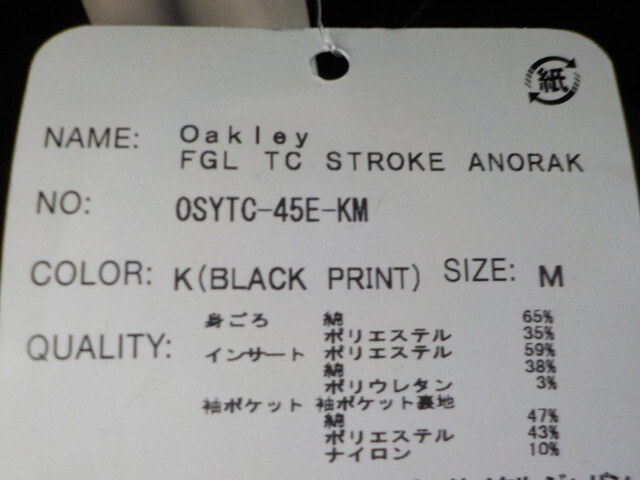 紙
NAME: Oakley
FGL TC STROKE ANORAK
NO: OSYTC-45E-KM
COLOR: K(BLACK PRINT) SIZE: M
QUALITY: 身ごろ 綿 65%
ポリエステル 35%
インサート ポリエステル 59%
綿 38%
ポリウレタン 3%
袖ポケット 袖ポケット裏地
綿 47%
ポリエステル 43%
ナイロン 10%